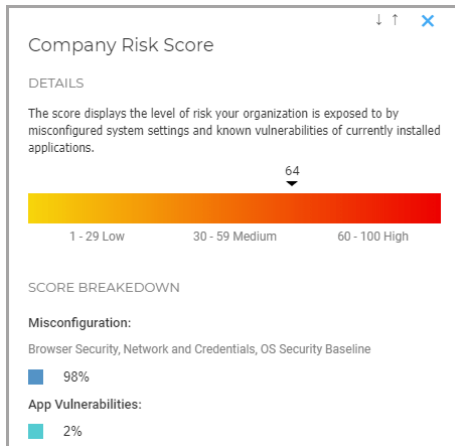 Company Risk Score
DETAILS
The score displays the level of risk your organization is exposed to by
misconfigured system settings and known vulnerabilities of currently installed
applications.
64
1 - 29 Low 30 - 59 Medium 60 - 100 High
SCORE BREAKEDOWN
Misconfiguration:
Browser Security, Network and Credentials, OS Security Baseline
98%
App Vulnerabilities:
2%